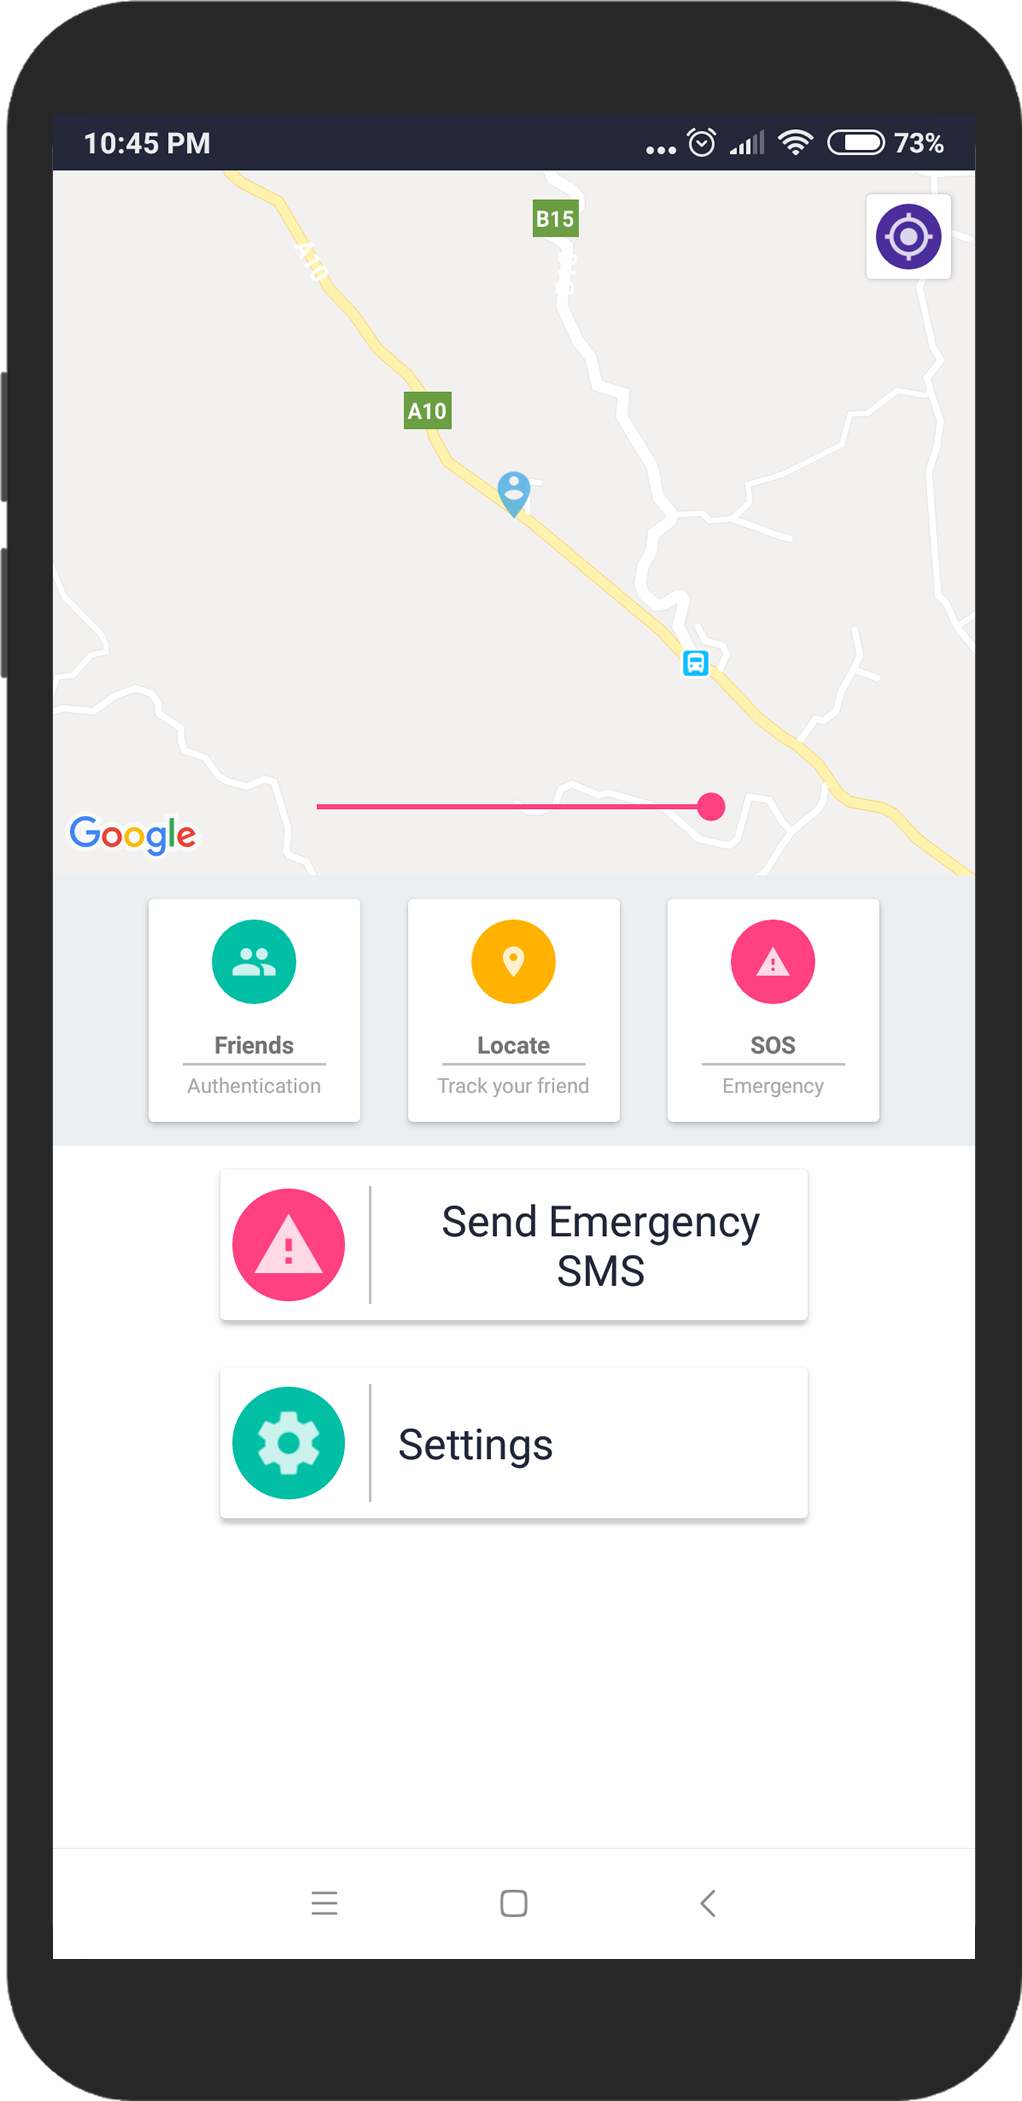 10:45 PM
73%
B15
A10
A10
Google
Friends
Authentication
Locate
Track your friend
SOS
Emergency
Send Emergency
SMS
Settings